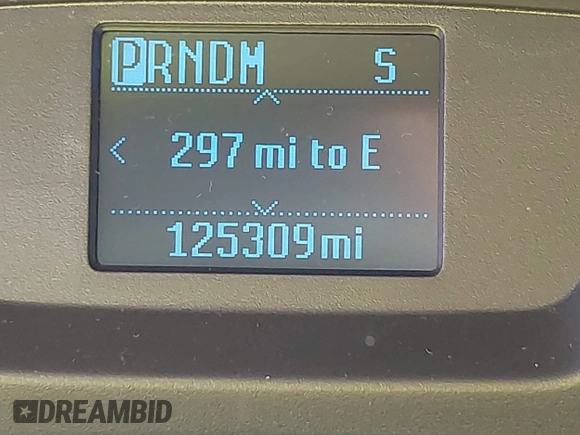 PRNDM S
297 mi to E
125309mi
DREAMBID